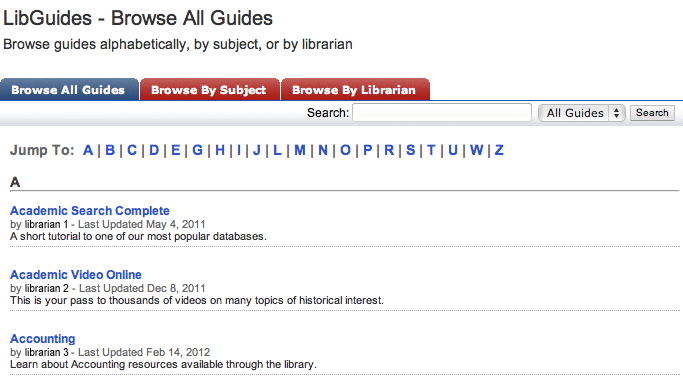 LibGuides - Browse All Guides
Browse guides alphabetically, by subject, or by librarian
Browse All Guides Browse By Subject Browse By Librarian
Search: All Guides Search
Jump To: A | B | C | D | E | G | H | I | J | L | M | N | O | P | R | S | T | U | W | Z
A
Academic Search Complete
by librarian 1 - Last Updated May 4, 2011
A short tutorial to one of our most popular databases.
Academic Video Online
by librarian 2 - Last Updated Dec 8, 2011
This is your pass to thousands of videos on many topics of historical interest.
Accounting
by librarian 3 - Last Updated Feb 14, 2012
Learn about Accounting resources available through the library.